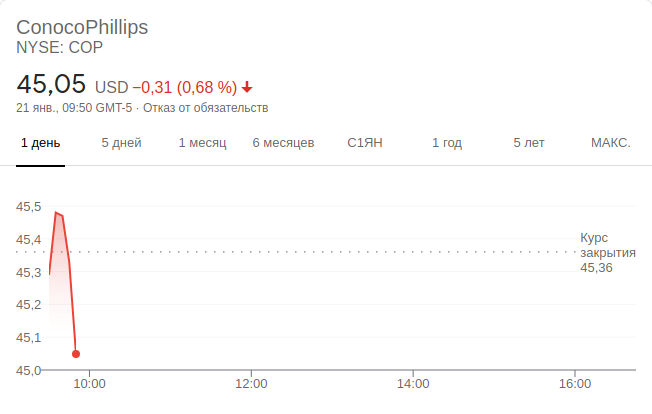 ConocoPhillips
NYSE: COP
45,05 USD −0,31 (0,68 %)
21 янв., 09:50 GMT-5 · Отказ от обязательств
1 день 5 дней 1 месяц 6 месяцев С1ЯН 1 год 5 лет МАКС.
45,5
45,4
45,3
45,2
45,1
45,0
Курс
закрытия
45,36
10:00 12:00 14:00 16:00